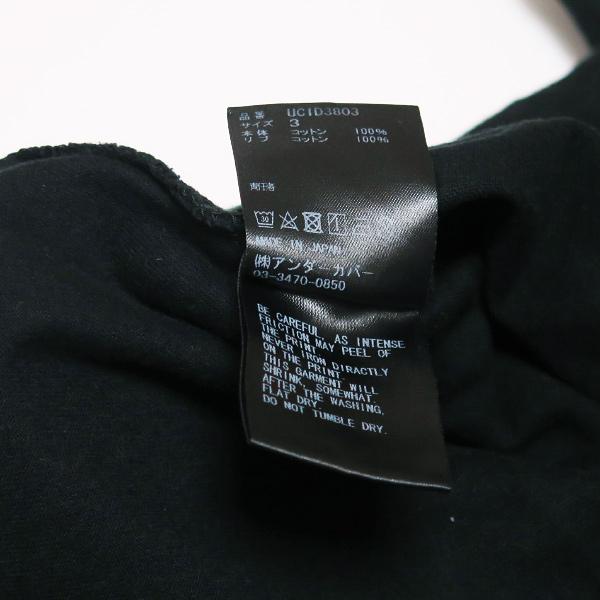 品番 UC1D3803
サイズ 3
本体 コットン 100%
リブ コットン 100%
30
MADE IN JAPAN
㈱アンダーカバー
03-3470-0850
BE CAREFUL, AS INTENSE
FRICTION MAY PEEL OF
THE PRINT.
NEVER IRON DIRACTLY
ON THE PRINT.
THIS GARMENT WILL
SHRINK, SOMEWHAT
AFTER THE WASHING,
FLAT DRY.
DO NOT TUMBLE DRY.